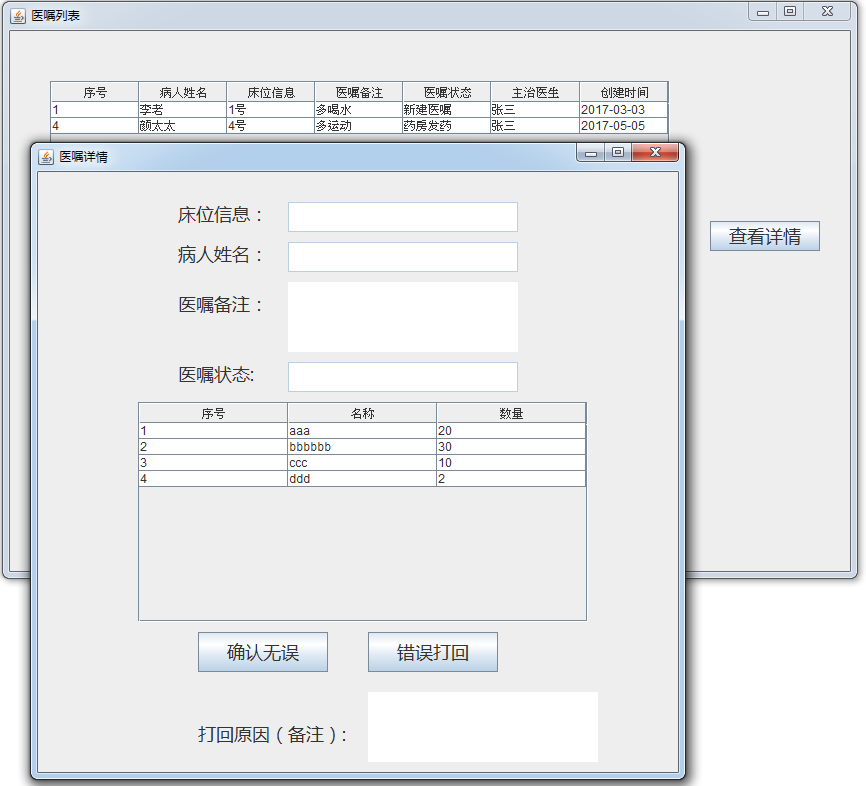 医嘱列表
序号 病人姓名 床位信息 医嘱备注 医嘱状态 主治医生 创建时间
1 李老 1号 多喝水 新建医嘱 张三 2017-03-03
4 颜太太 4号 多运动 药房发药 张三 2017-05-05
查看详情
医嘱详情
床位信息：
病人姓名：
医嘱备注：
医嘱状态:
序号 名称 数量
1 aaa 20
2 bbbbbb 30
3 ccc 10
4 ddd 2
确认无误 错误打回
打回原因（备注）: